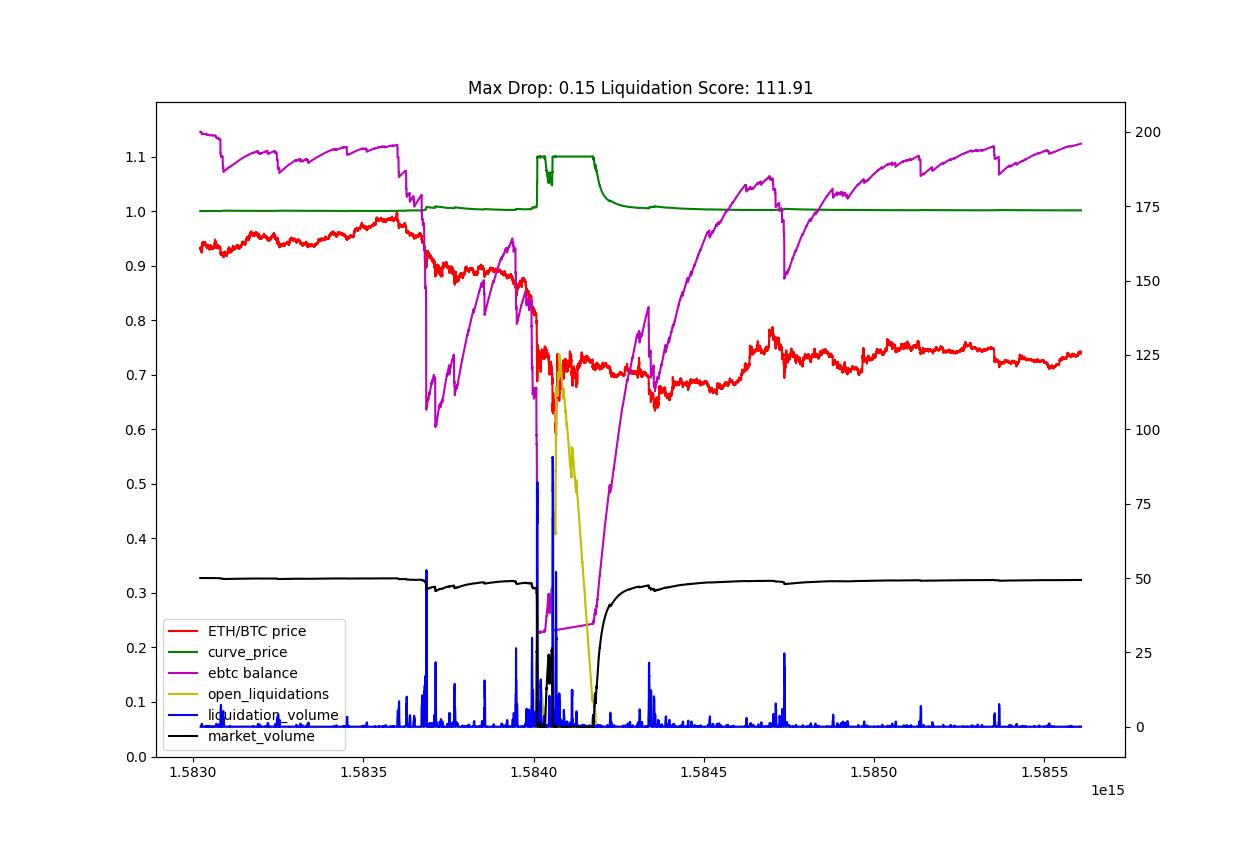 Max Drop: 0.15 Liquidation Score: 111.91
1.1
1.0
0.9
0.8
0.7
0.6
0.5
0.4
0.3
0.2
0.1
0.0
200
175
150
125
100
75
50
25
0
ETH/BTC price
curve_price
ebtc balance
open_liquidations
liquidation_volume
market_volume
1.5830 1.5835 1.5840 1.5845 1.5850 1.5855
1e15